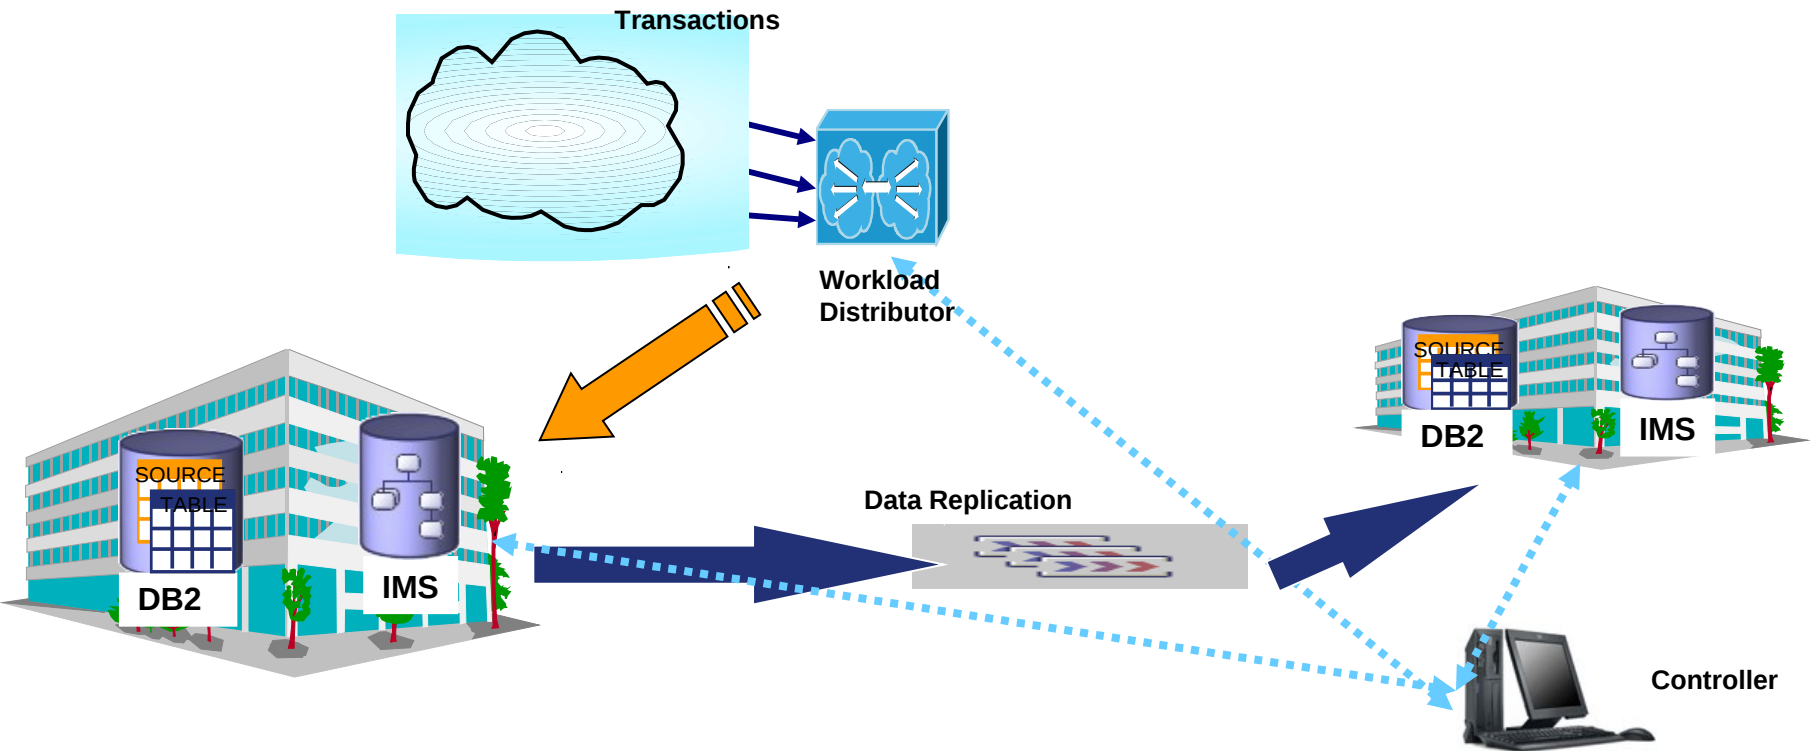 Transactions
Workload
Distributor
SOURCE
TABLE
DB2
IMS
SOURCE
TABLE
DB2
IMS
Data Replication
Controller